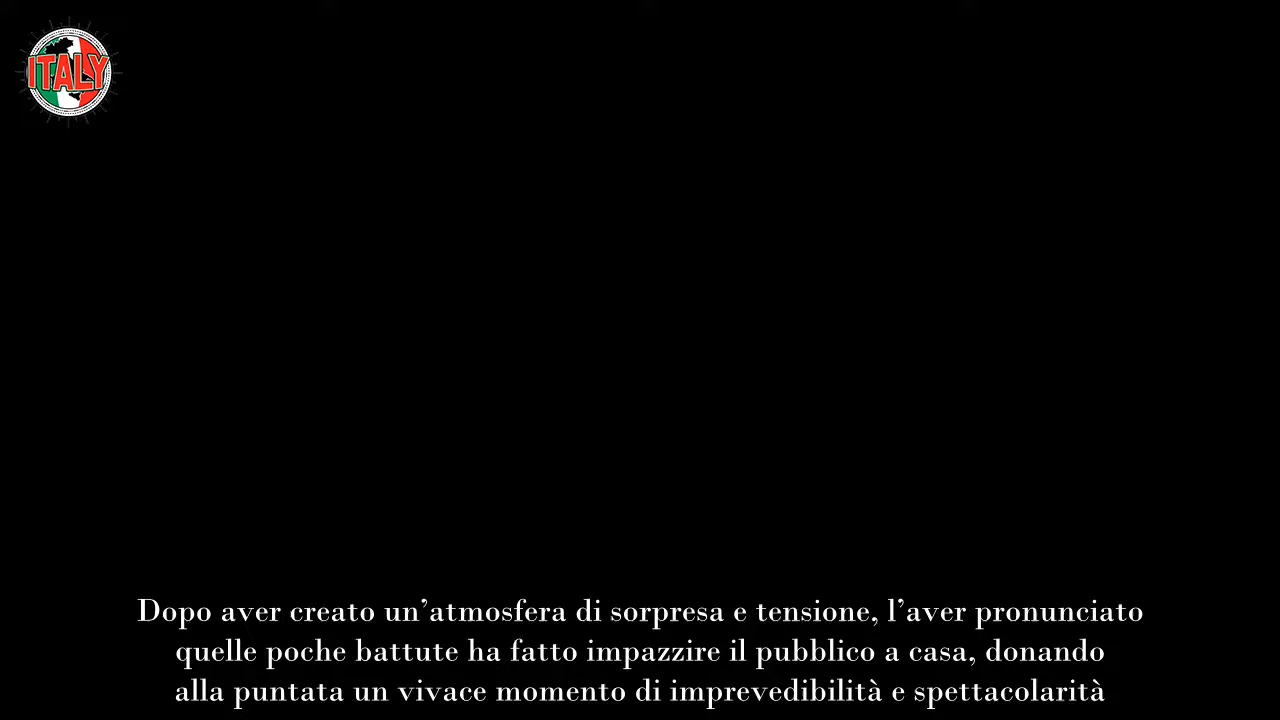 ITALY
Dopo aver creato un’atmosfera di sorpresa e tensione, l’aver pronunciato
quelle poche battute ha fatto impazzire il pubblico a casa, donando
alla puntata un vivace momento di imprevedibilità e spettacolarità